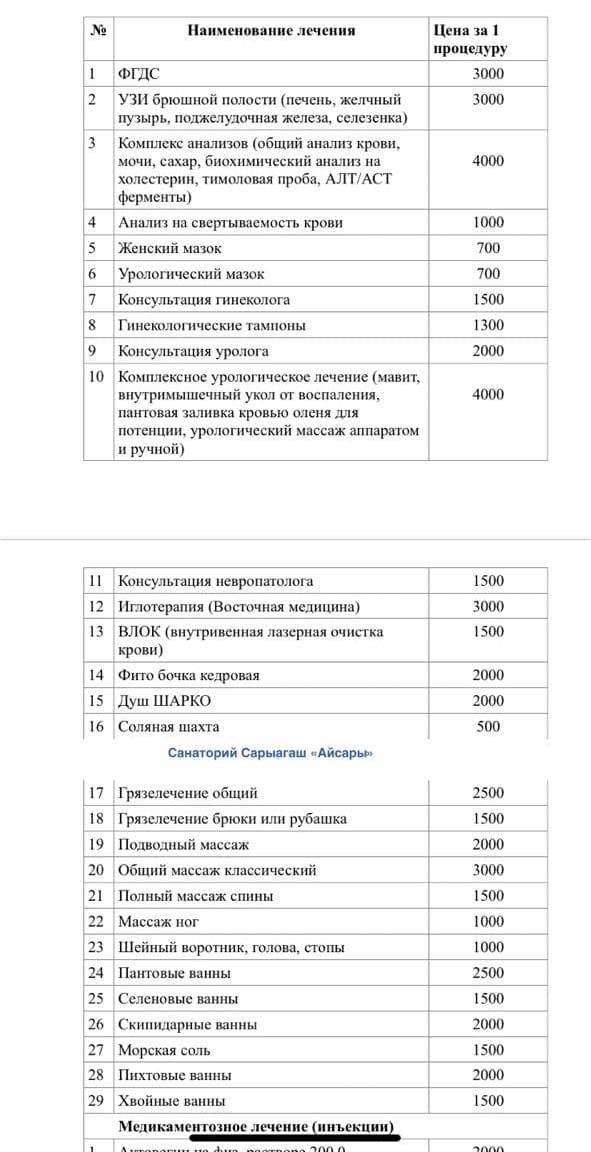 № Наименование лечения Цена за 1
процедуру
1 ФГДС 3000
2 УЗИ брюшной полости (печень, желчный 3000
пузырь, поджелудочная железа, селезенка)
3 Комплекс анализов (общий анализ крови,
мочи, сахар, биохимический анализ на 4000
холестерин, тимоловая проба, АЛТ/АСТ
ферменты)
4 Анализ на свертываемость крови 1000
5 Женский мазок 700
6 Урологический мазок 700
7 Консультация гинеколога 1500
8 Гинекологические тампоны 1300
9 Консультация уролога 2000
10 Комплексное урологическое лечение (мавит,
внутримышечный укол от воспаления, 4000
пантовая заливка кровью оленя для
потенции, урологический массаж аппаратом
и ручной)
11 Консультация невропатолога 1500
12 Иглотерапия (Восточная медицина) 3000
13 ВЛОК (внутривенная лазерная очистка 1500
крови)
14 Фито бочка кедровая 2000
15 Душ ШАРКО 2000
16 Соляная шахта 500
Санаторий Сарыагаш «Айсары»
17 Грязелечение общий 2500
18 Грязелечение брюки или рубашка 1500
19 Подводный массаж 2000
20 Общий массаж классический 3000
21 Полный массаж спины 1500
22 Массаж ног 1000
23 Шейный воротник, голова, стопы 1000
24 Пантовые ванны 2500
25 Селеновые ванны 1500
26 Скипидарные ванны 2000
27 Морская соль 1500
28 Пихтовые ванны 2000
29 Хвойные ванны 1500
Медикаментозное лечение (инъекции)
1 Актовегин на физ. растворе 200,0 2000